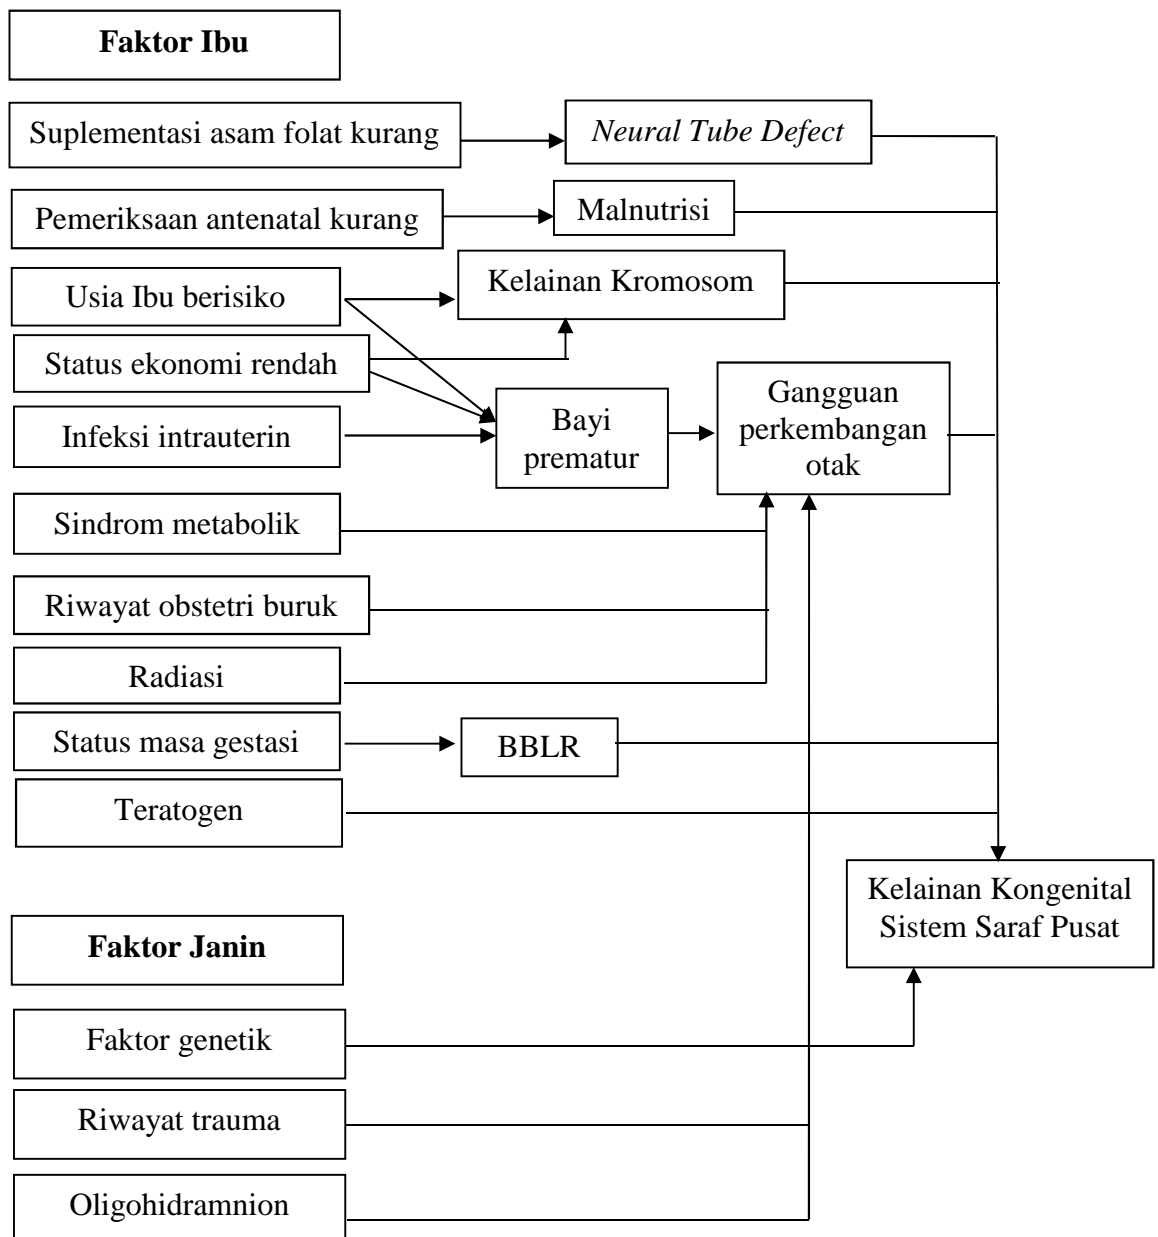 Faktor Ibu
Suplementasi asam folat kurang
Neural Tube Defect
Pemeriksaan antenatal kurang
Malnutrisi
Usia Ibu berisiko
Kelainan Kromosom
Status ekonomi rendah
Infeksi intrauterin
Bayi
prematur
Gangguan
perkembangan
otak
Sindrom metabolik
Riwayat obstetri buruk
Radiasi
Status masa gestasi
BBLR
Teratogen
Kelainan Kongenital
Sistem Saraf Pusat
Faktor Janin
Faktor genetik
Riwayat trauma
Oligohidramnion